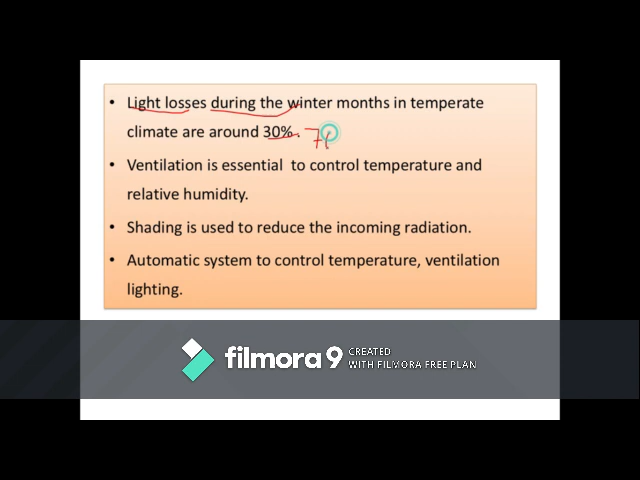 • Light losses during the winter months in temperate
climate are around 30%.
• Ventilation is essential to control temperature and
relative humidity.
• Shading is used to reduce the incoming radiation.
• Automatic system to control temperature, ventilation
lighting.
filmora9 CREATED
WITH FILMORA FREE PLAN